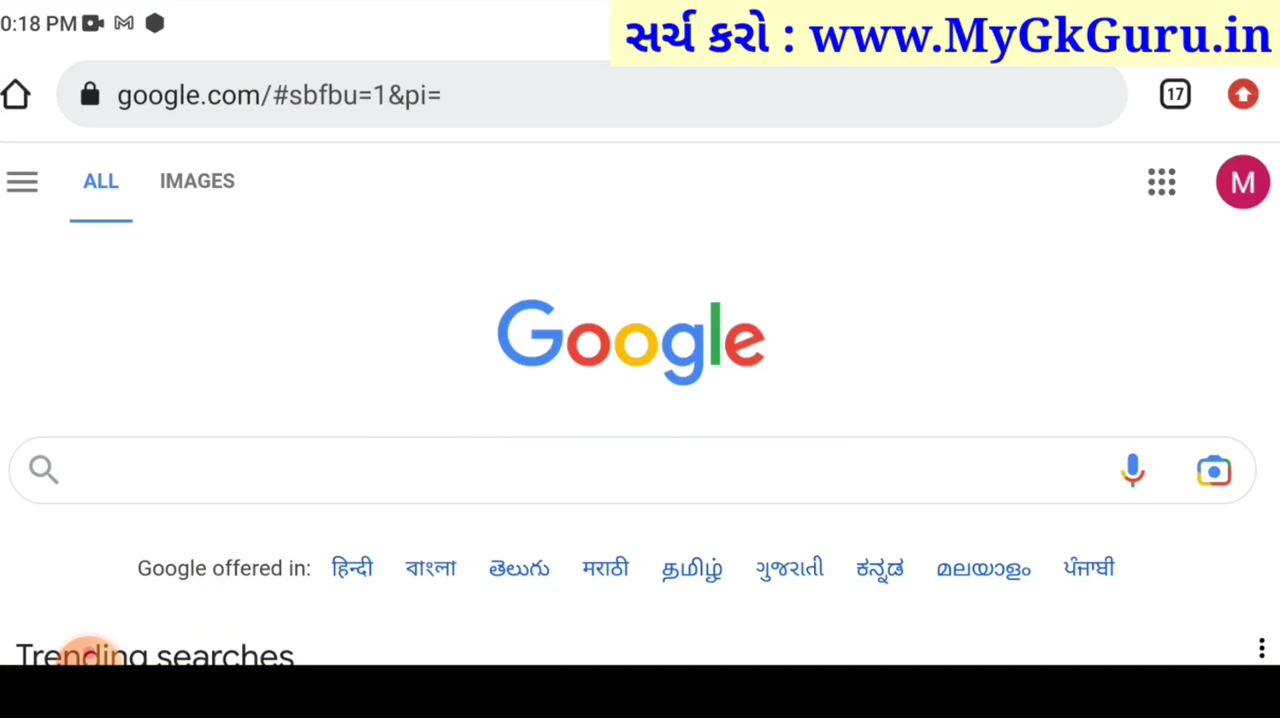 0:18 PM
સર્ચ કરો : www.MyGkGuru.in
google.com/#sbfbu=1&pi=
17
ALL IMAGES
M
Google
Google offered in: हिन्दी বাংলা తెలుగు मराठी தமிழ் ગુજરાતી ಕನ್ನಡ മലയാളം ਪੰਜਾਬੀ
Trending searches